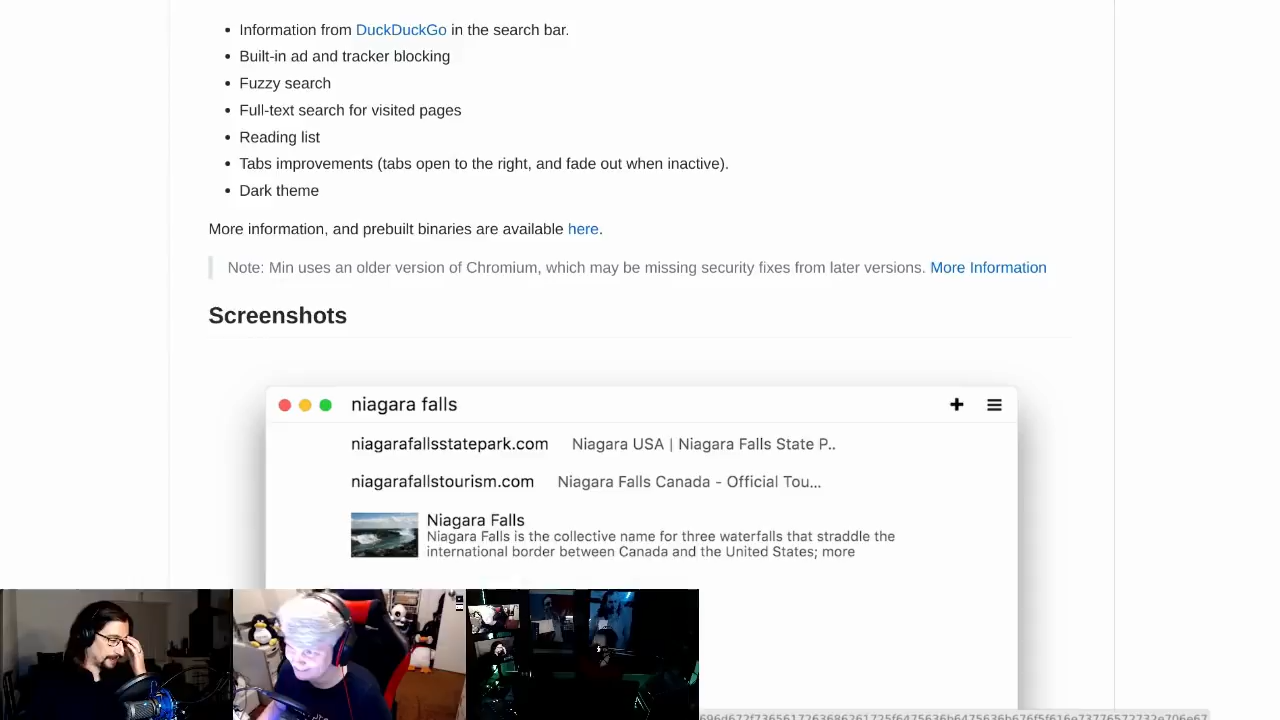 Information from DuckDuckGo in the search bar.
Built-in ad and tracker blocking
Fuzzy search
Full-text search for visited pages
Reading list
Tabs improvements (tabs open to the right, and fade out when inactive).
Dark theme
More information, and prebuilt binaries are available here.
Note: Min uses an older version of Chromium, which may be missing security fixes from later versions. More Information
Screenshots
niagara falls
niagarafallsstatepark.com Niagara USA | Niagara Falls State P..
niagarafallstourism.com Niagara Falls Canada - Official Tou...
Niagara Falls
Niagara Falls is the collective name for three waterfalls that straddle the
international border between Canada and the United States; more